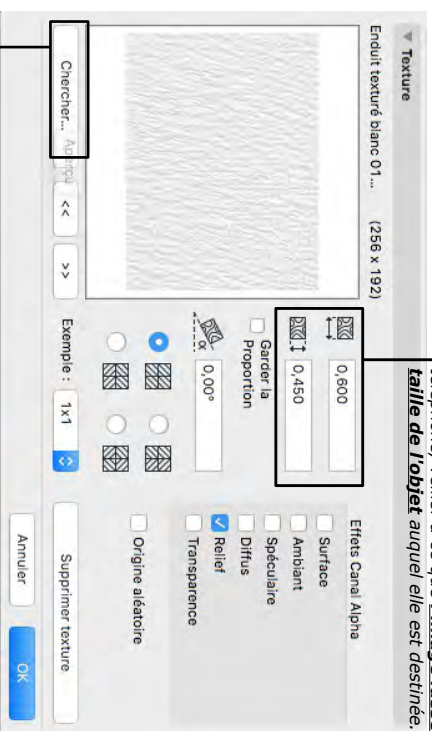 taille de l'objet auquel elle est destinée.
Texture
Enduit texturé blanc 01... (256 x 192)
0,600
0,450
Garder la
Proportion
α
0,00°
Effets Canal Alpha
Surface
Ambiant
Spéculaire
Diffus
Relief
Transparence
Origine aléatoire
Chercher... Aperçu << >>
Exemple : 1x1
Supprimer texture
Annuler OK